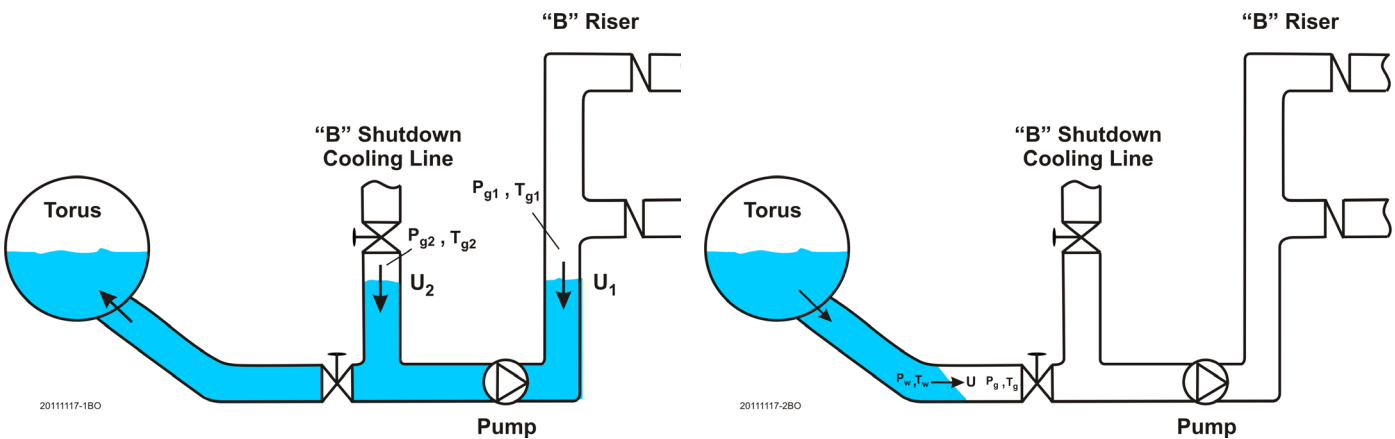 “B” Riser
“B” Shutdown
Cooling Line
Pg1 , Tg1
Torus
Pg2 , Tg2
U2
U1
20111117-1BO
Pump
“B” Riser
“B” Shutdown
Cooling Line
Torus
Pw,Tw
U
Pg ,Tg
20111117-2BO
Pump